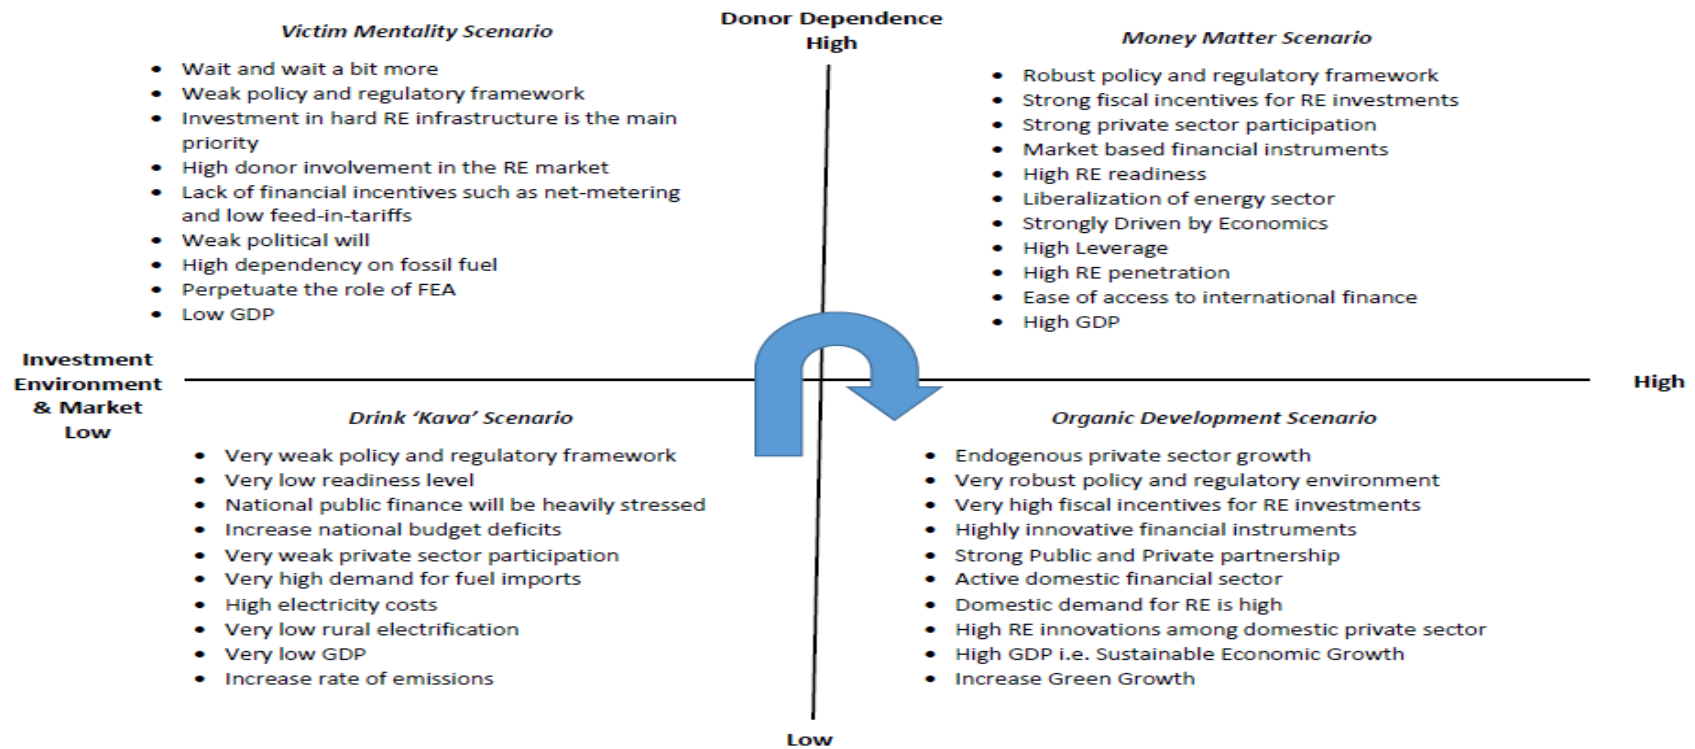 Donor Dependence
High
Victim Mentality Scenario
• Wait and wait a bit more
• Weak policy and regulatory framework
• Investment in hard RE infrastructure is the main
priority
• High donor involvement in the RE market
• Lack of financial incentives such as net-metering
and low feed-in-tariffs
• Weak political will
• High dependency on fossil fuel
• Perpetuate the role of FEA
• Low GDP
Money Matter Scenario
• Robust policy and regulatory framework
• Strong fiscal incentives for RE investments
• Strong private sector participation
• Market based financial instruments
• High RE readiness
• Liberalization of energy sector
• Strongly Driven by Economics
• High Leverage
• High RE penetration
• Ease of access to international finance
• High GDP
Investment
Environment
& Market
Low
High
Drink ‘Kava’ Scenario
• Very weak policy and regulatory framework
• Very low readiness level
• National public finance will be heavily stressed
• Increase national budget deficits
• Very weak private sector participation
• Very high demand for fuel imports
• High electricity costs
• Very low rural electrification
• Very low GDP
• Increase rate of emissions
Organic Development Scenario
• Endogenous private sector growth
• Very robust policy and regulatory environment
• Very high fiscal incentives for RE investments
• Highly innovative financial instruments
• Strong Public and Private partnership
• Active domestic financial sector
• Domestic demand for RE is high
• High RE innovations among domestic private sector
• High GDP i.e. Sustainable Economic Growth
• Increase Green Growth
Low